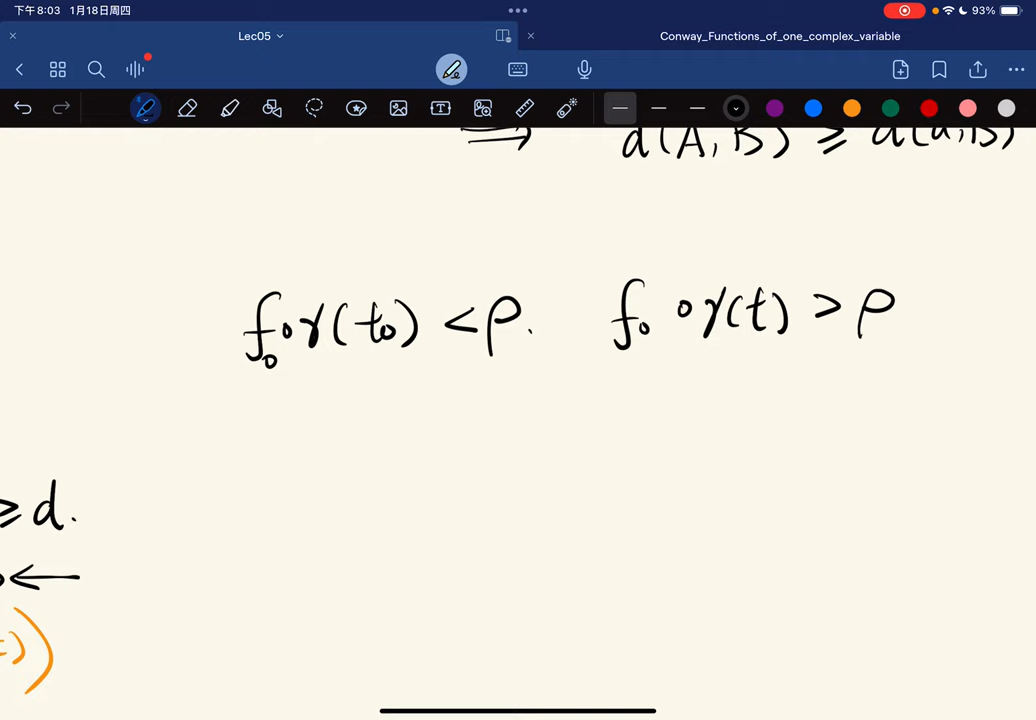 下午8:03 1月18日周四 93%
Lec05 Conway_Functions_of_one_complex_variable
⟹ d(A, B) ⩾ d(a, B)
f₀∘γ(t₀) < ρ. f₀∘γ(t) > ρ
⩾ d.
←
)